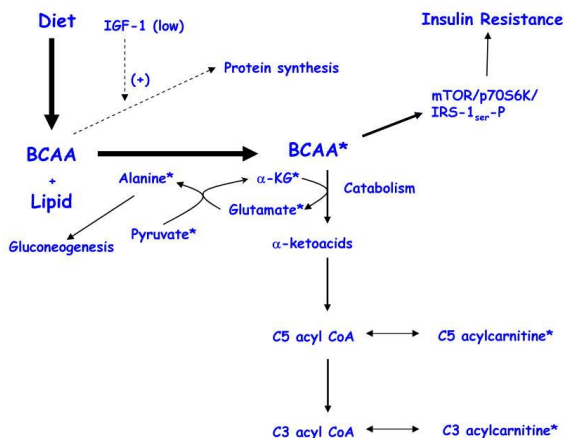 Diet
IGF-1 (low)
Insulin Resistance
(+)
Protein synthesis
mTOR/p70S6K/
IRS-1ser-P
BCAA
BCAA*
+
Alanine*
α-KG*
Catabolism
Lipid
Glutamate*
Gluconeogenesis
Pyruvate*
α-ketoacids
C5 acyl CoA
C5 acylcarnitine*
C3 acyl CoA
C3 acylcarnitine*